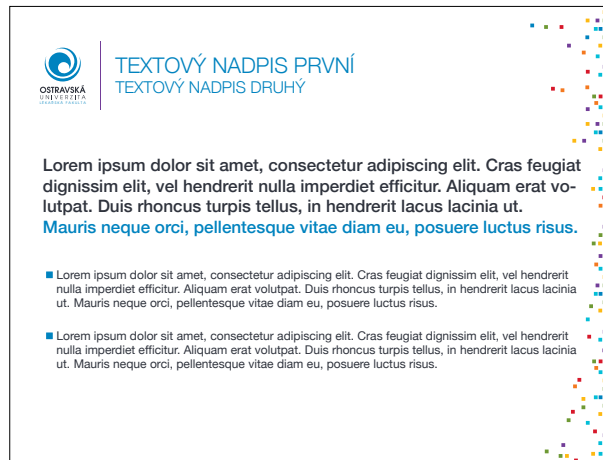 OSTRAVSKÁ
UNIVERZITA
LÉKAŘSKÁ FAKULTA
TEXTOVÝ NADPIS PRVNÍ
TEXTOVÝ NADPIS DRUHÝ
Lorem ipsum dolor sit amet, consectetur adipiscing elit. Cras feugiat
dignissim elit, vel hendrerit nulla imperdiet efficitur. Aliquam erat vo-
lutpat. Duis rhoncus turpis tellus, in hendrerit lacus lacinia ut.
Mauris neque orci, pellentesque vitae diam eu, posuere luctus risus.
Lorem ipsum dolor sit amet, consectetur adipiscing elit. Cras feugiat dignissim elit, vel hendrerit
nulla imperdiet efficitur. Aliquam erat volutpat. Duis rhoncus turpis tellus, in hendrerit lacus lacinia
ut. Mauris neque orci, pellentesque vitae diam eu, posuere luctus risus.
Lorem ipsum dolor sit amet, consectetur adipiscing elit. Cras feugiat dignissim elit, vel hendrerit
nulla imperdiet efficitur. Aliquam erat volutpat. Duis rhoncus turpis tellus, in hendrerit lacus lacinia
ut. Mauris neque orci, pellentesque vitae diam eu, posuere luctus risus.